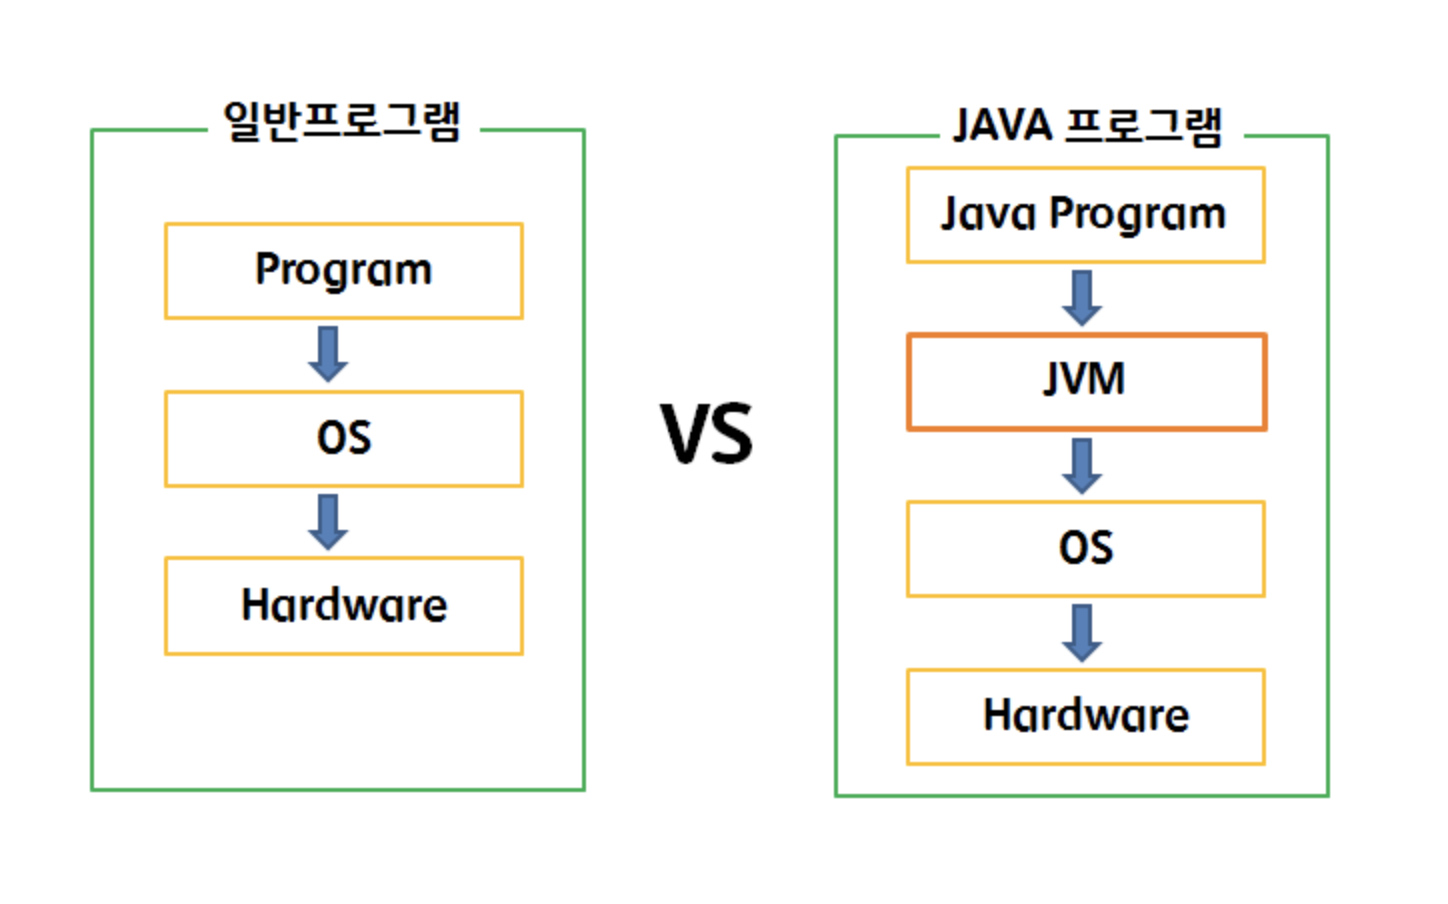 일반프로그램
Program
OS
Hardware
VS
JAVA 프로그램
Java Program
JVM
OS
Hardware